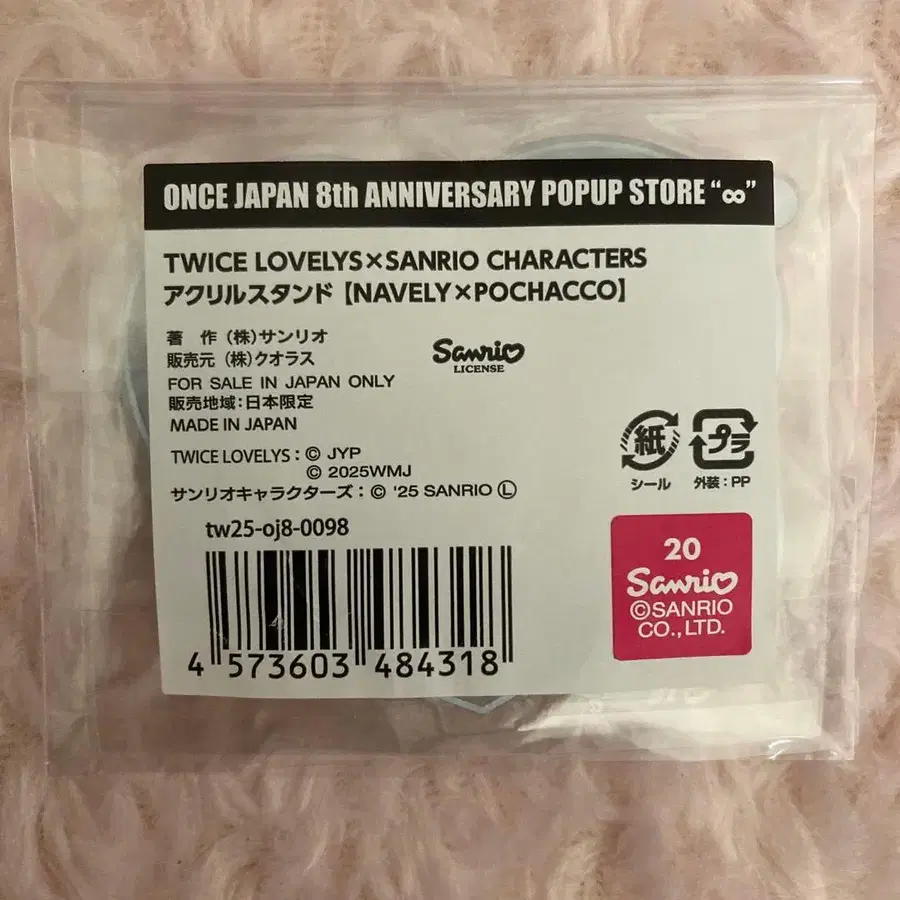 ONCE JAPAN 8th ANNIVERSARY POPUP STORE “∞”
TWICE LOVELYS×SANRIO CHARACTERS
アクリルスタンド【NAVELY×POCHACCO】
著　作（株）サンリオ
販売元（株）クオラス
FOR SALE IN JAPAN ONLY
販売地域：日本限定
MADE IN JAPAN
Sanrio
LICENSE
TWICE LOVELYS：© JYP
© 2025WMJ
サンリオキャラクターズ：© '25 SANRIO Ⓛ
紙
シール
プラ
外装：PP
tw25-oj8-0098
4 573603 484318
20
Sanrio
©SANRIO
CO.,LTD.